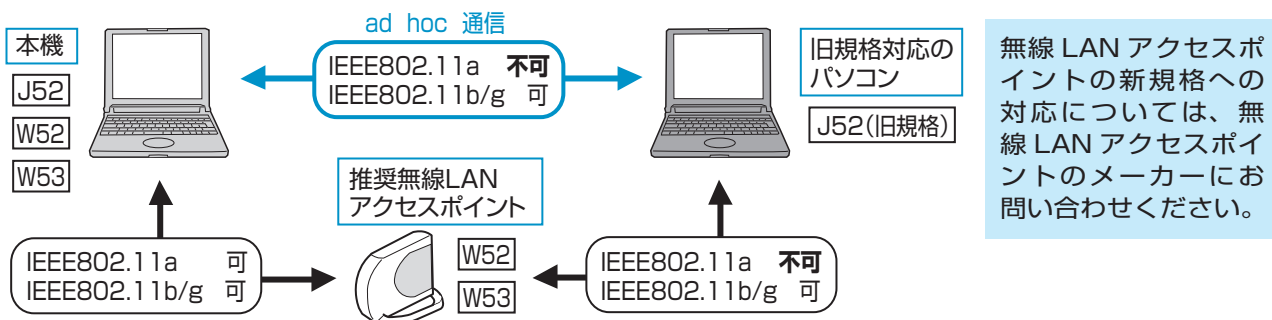 ad hoc 通信
本機
J52
W52
W53
IEEE802.11a 不可
IEEE802.11b/g 可
旧規格対応の
パソコン
J52(旧規格)
推奨無線LAN
アクセスポイント
W52
W53
IEEE802.11a 可
IEEE802.11b/g 可
IEEE802.11a 不可
IEEE802.11b/g 可
無線 LAN アクセスポ
イントの新規格への
対応については、無
線 LAN アクセスポイ
ントのメーカーにお
問い合わせください。